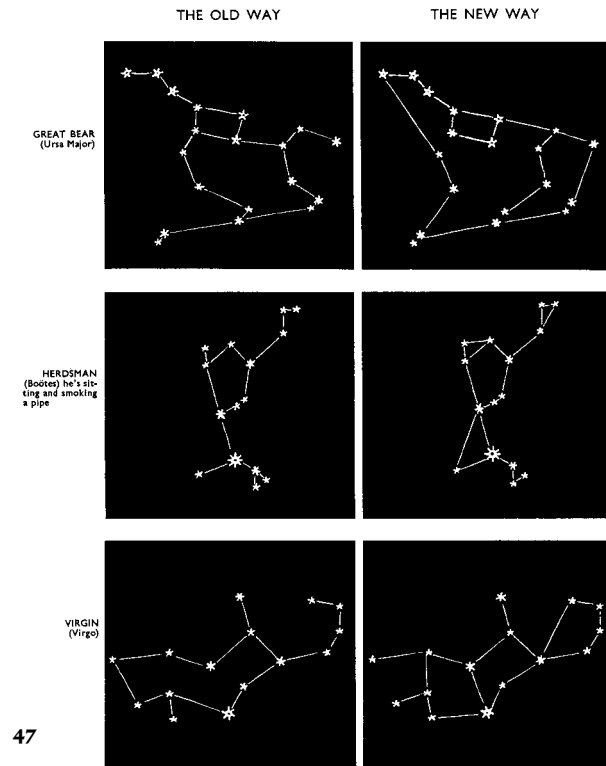 THE OLD WAY
THE NEW WAY
GREAT BEAR
(Ursa Major)
HERDSMAN
(Boötes) he's sit-
ting and smoking
a pipe
VIRGIN
(Virgo)
47